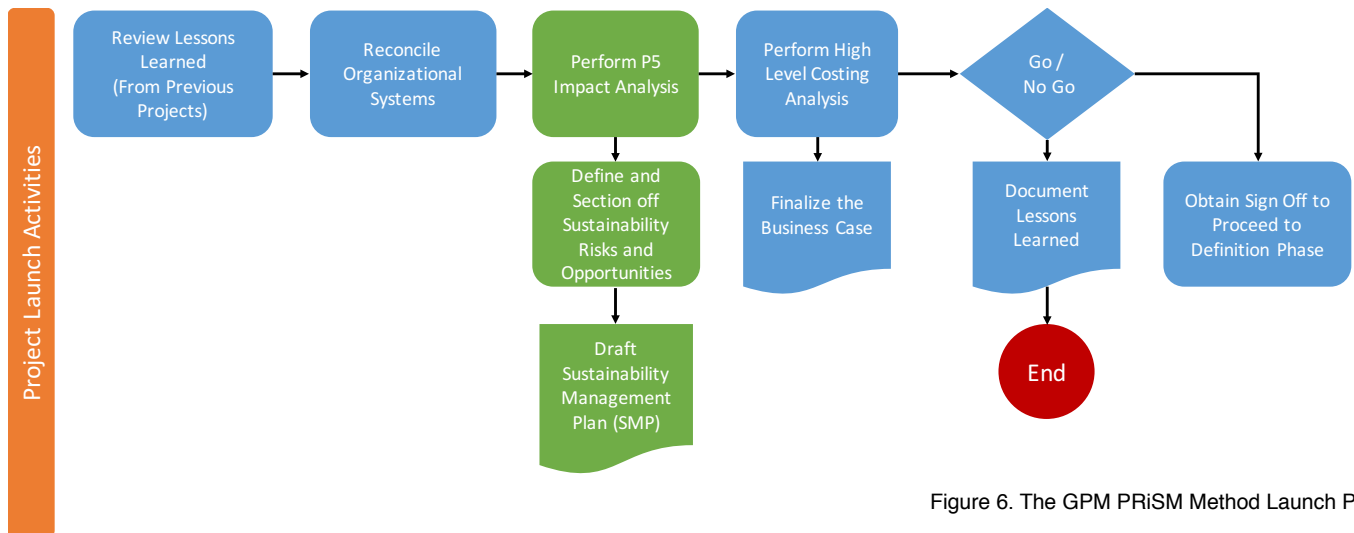 Project Launch Activities
Review Lessons
Learned
(From Previous
Projects)
Reconcile
Organizational
Systems
Perform P5
Impact Analysis
Perform High
Level Costing
Analysis
Go /
No Go
Define and
Section off
Sustainability
Risks and
Opportunities
Finalize the
Business Case
Document
Lessons
Learned
Obtain Sign Off to
Proceed to
Definition Phase
Draft
Sustainability
Management
Plan (SMP)
End
Figure 6. The GPM PRiSM Method Launch P